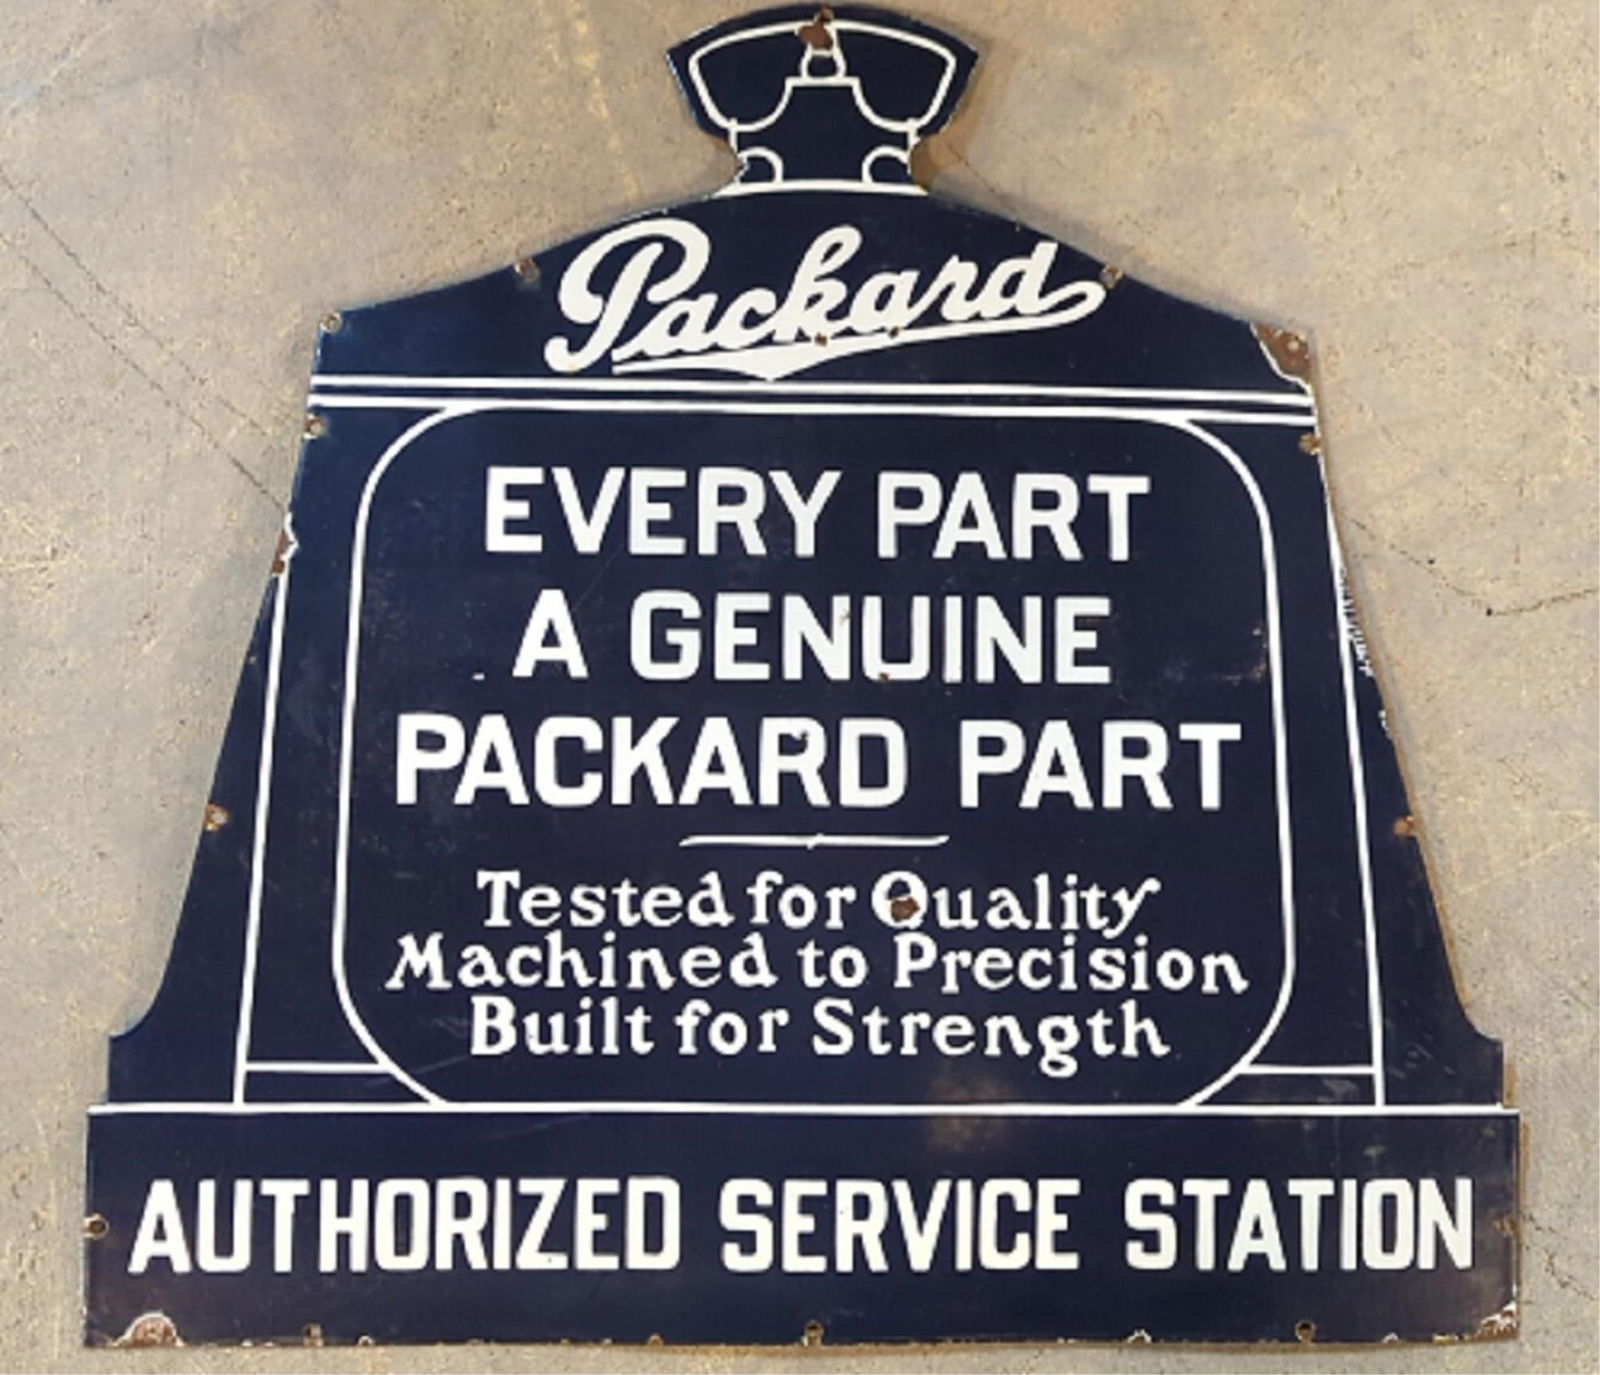 Packard
EVERY PART
A GENUINE
PACKARD PART
Tested for Quality
Machined to Precision
Built for Strength
AUTHORIZED SERVICE STATION